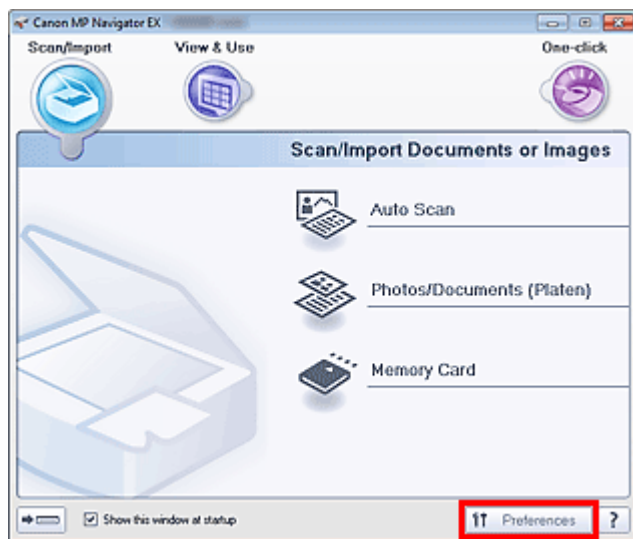 Canon MP Navigator EX
Scan/Import View & Use One-click
Scan/Import Documents or Images
Auto Scan
Photos/Documents (Platen)
Memory Card
Show this window at startup
Preferences ?